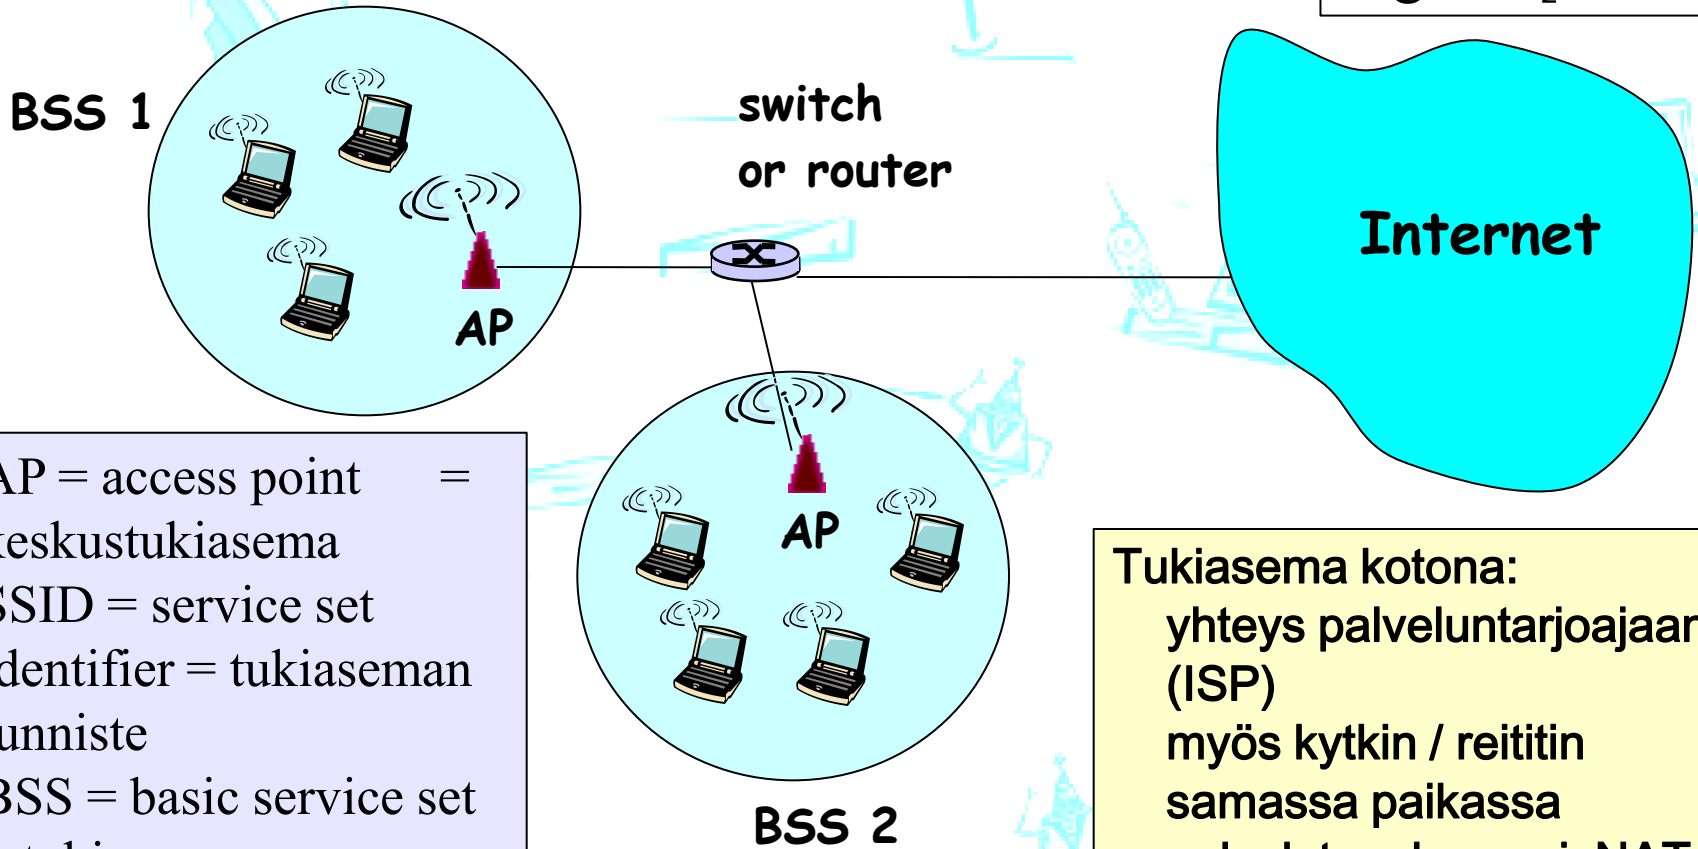 BSS 1
switch
or router
Internet
AP
AP
BSS 2
AP = access point =
keskustukiasema
SSID = service set
identifier = tukiaseman
tunniste
BSS = basic service set
Tukiasema kotona:
yhteys palveluntarjoajaan
(ISP)
myös kytkin / reititin
samassa paikassa
NAT